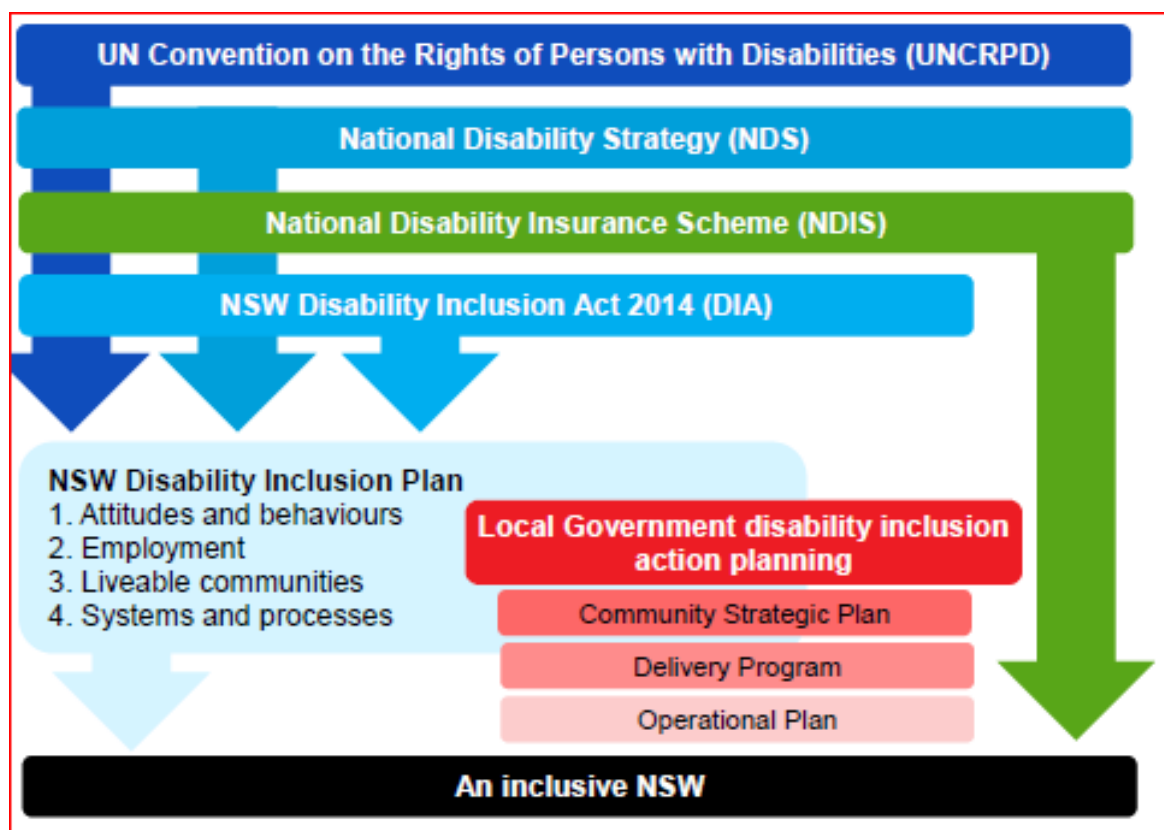 UN Convention on the Rights of Persons with Disabilities (UNCRPD)
National Disability Strategy (NDS)
National Disability Insurance Scheme (NDIS)
NSW Disability Inclusion Act 2014 (DIA)
NSW Disability Inclusion Plan
1. Attitudes and behaviours
2. Employment
3. Liveable communities
4. Systems and processes
Local Government disability inclusion
action planning
Community Strategic Plan
Delivery Program
Operational Plan
An inclusive NSW